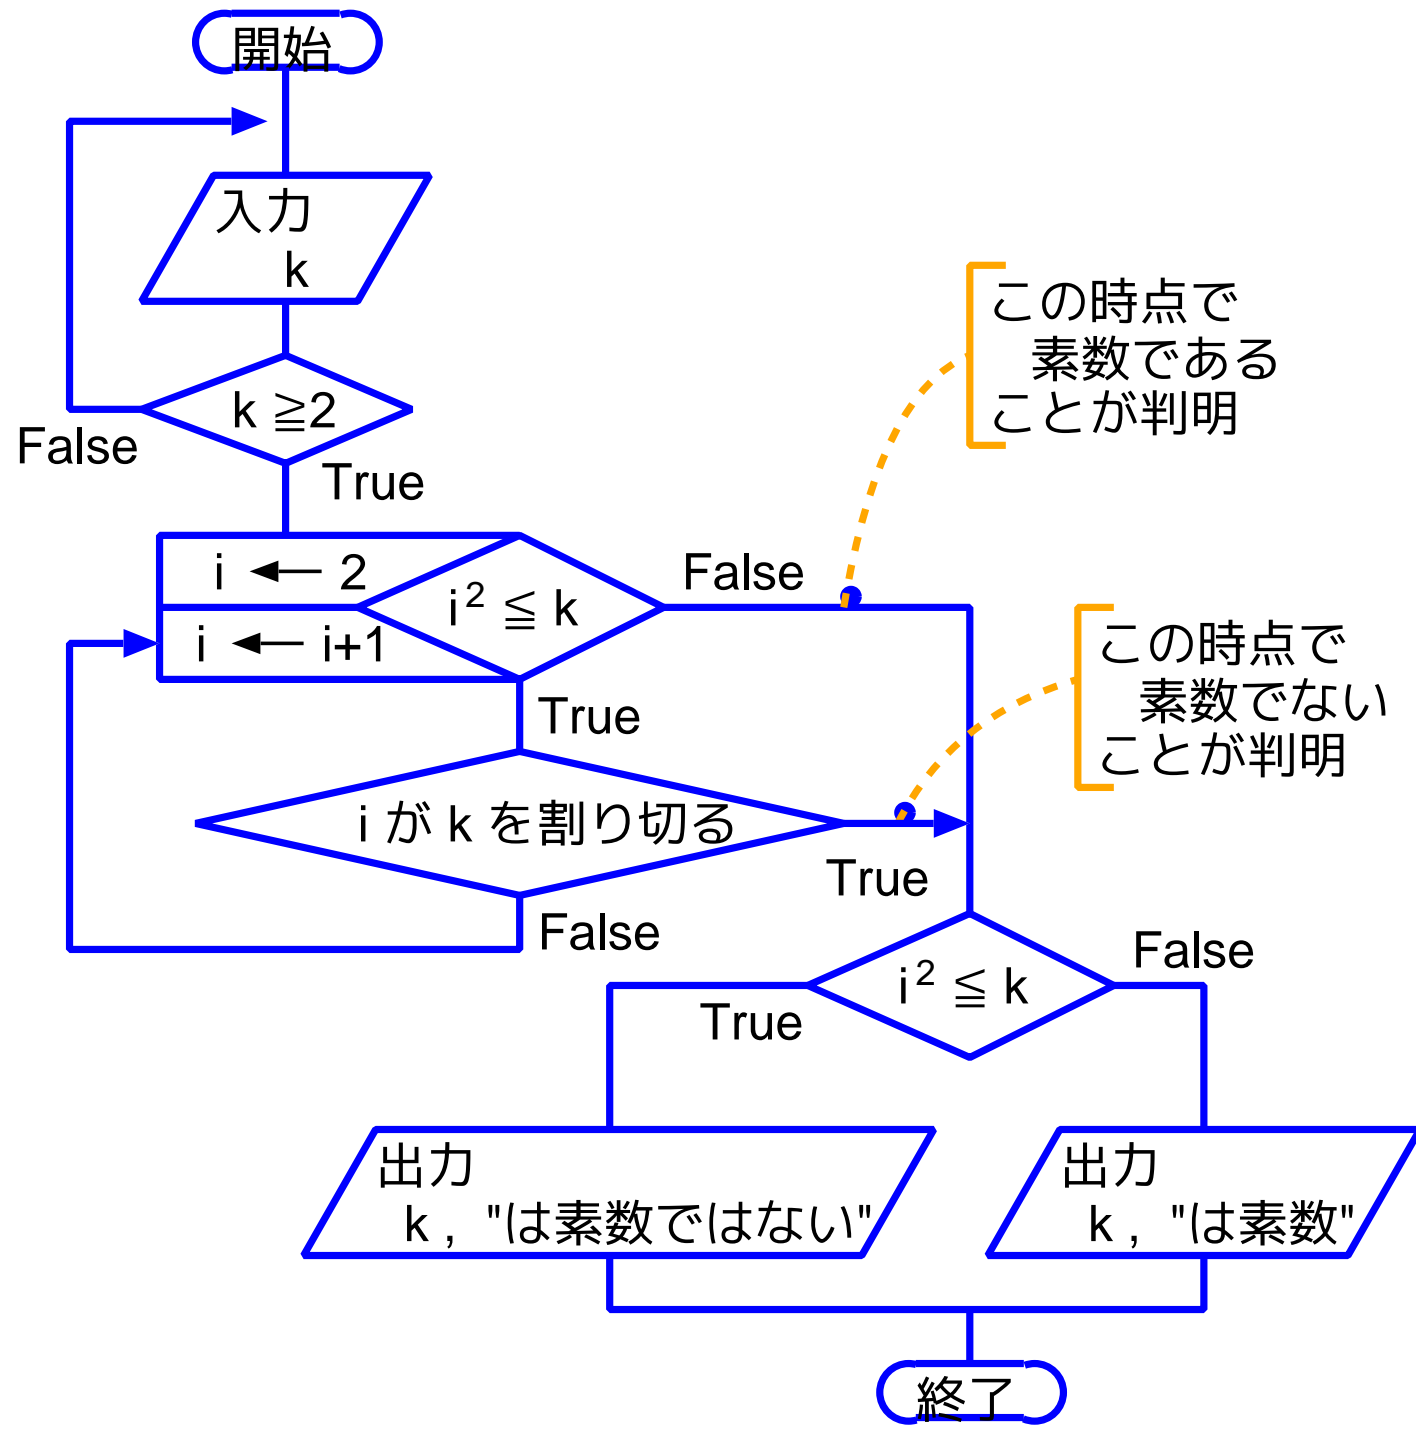 開始
入力
k
k ≧2
False
True
i ← 2
i ← i+1
i² ≦ k
False
True
この時点で
素数である
ことが判明
この時点で
素数でない
ことが判明
i が k を割り切る
True
False
i² ≦ k
True
False
出力
k , "は素数ではない"
出力
k , "は素数"
終了